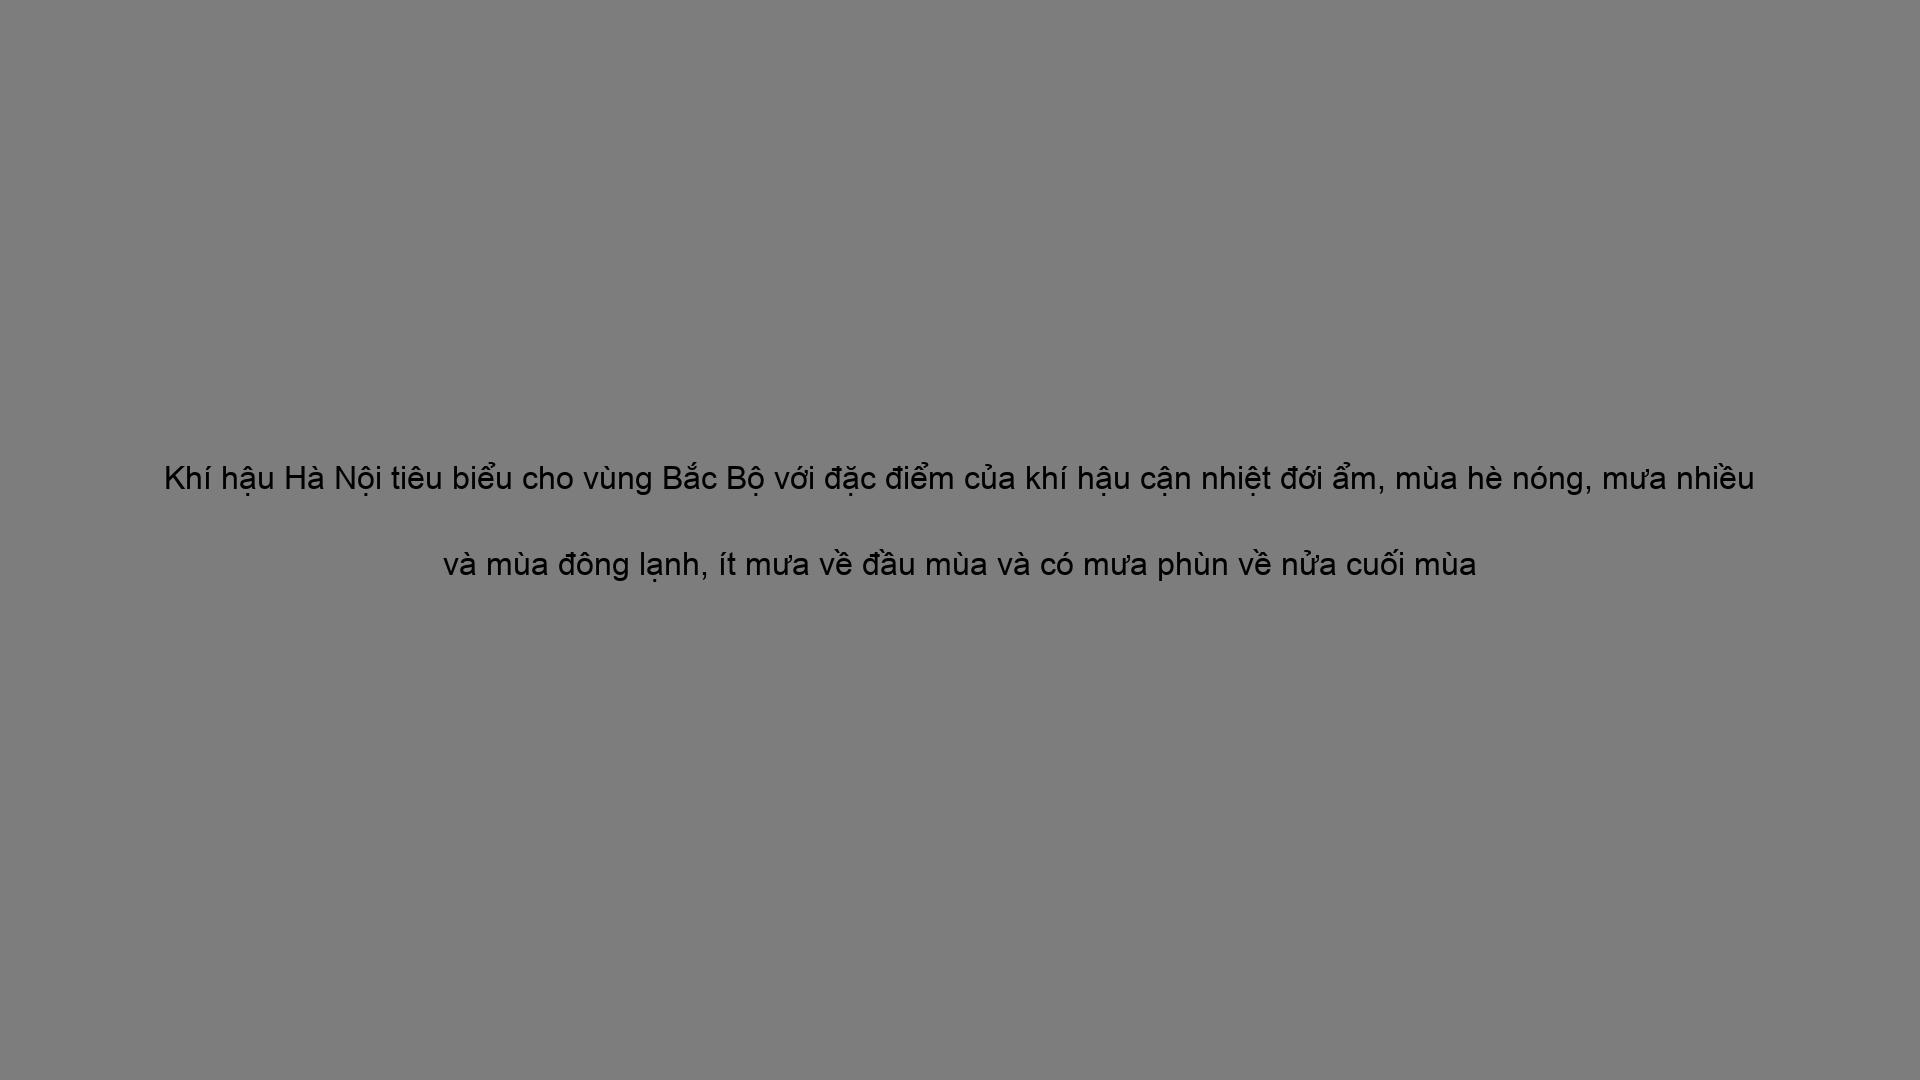 Khí hậu Hà Nội tiêu biểu cho vùng Bắc Bộ với đặc điểm của khí hậu cận nhiệt đới ẩm, mùa hè nóng, mưa nhiều
và mùa đông lạnh, ít mưa về đầu mùa và có mưa phùn về nửa cuối mùa